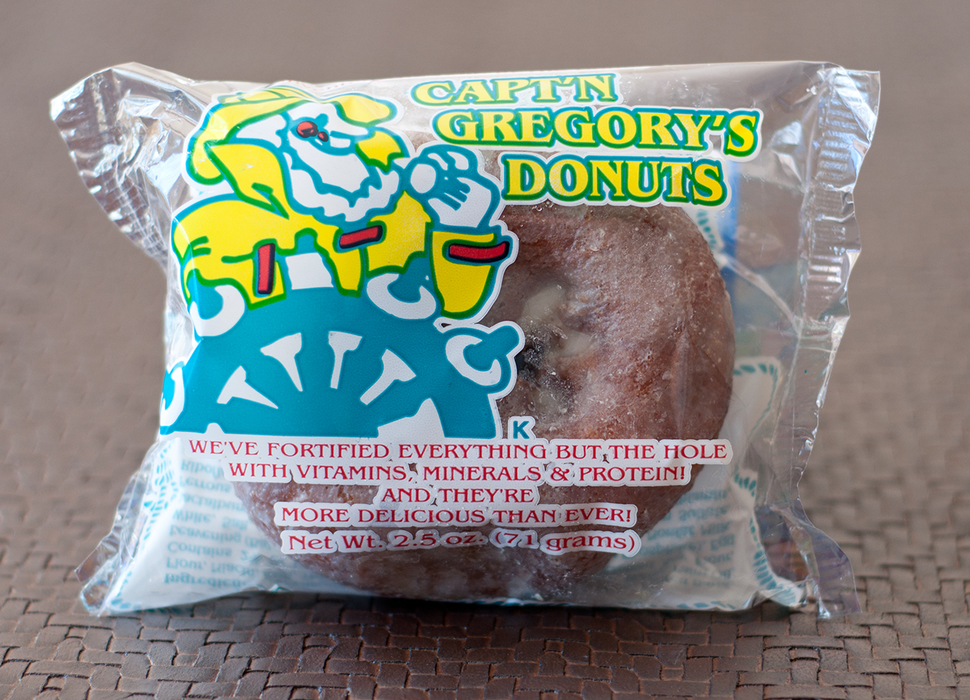 CAPT'N
GREGORY'S
DONUTS
K
WE'VE FORTIFIED EVERYTHING BUT THE HOLE
WITH VITAMINS, MINERALS & PROTEIN!
AND THEY'RE
MORE DELICIOUS THAN EVER!
Net Wt. 2.5 oz. (71 grams)